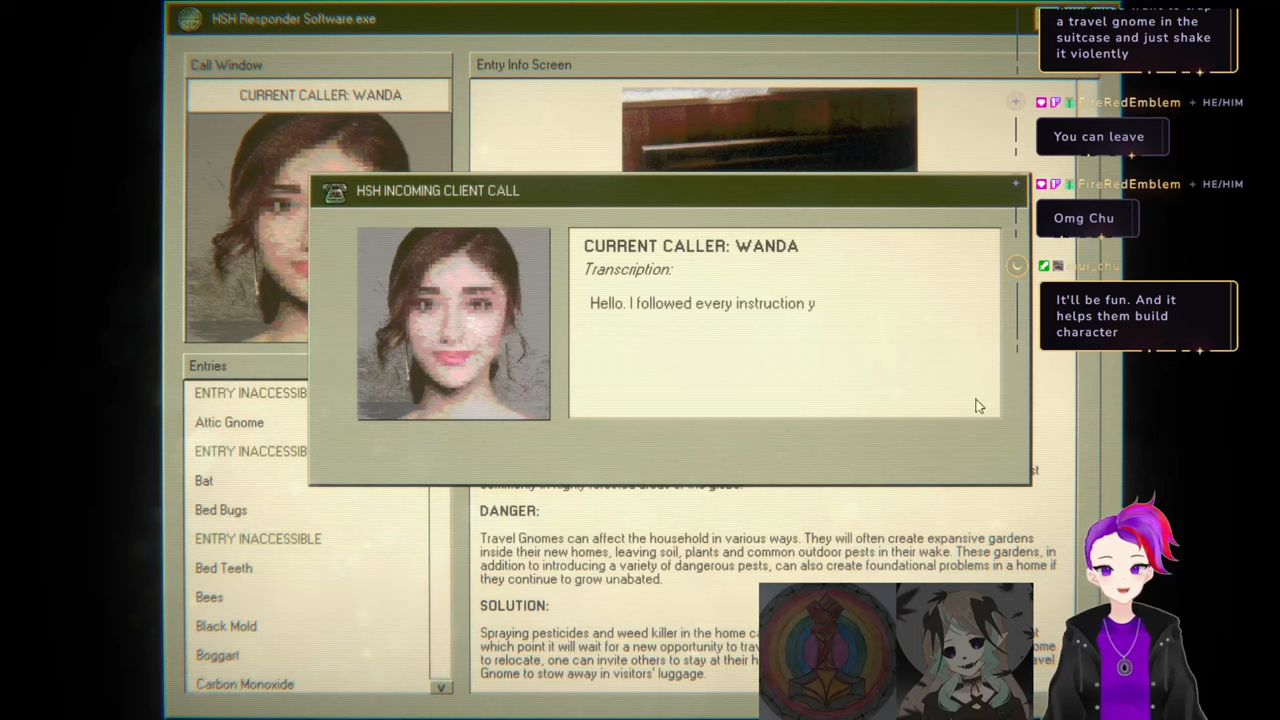 HSH Responder Software exe
Call Window
CURRENT CALLER: WANDA
Entries
ENTRY INACCESSIB
Attic Gnome
ENTRY INACCESSIB
Bat
Bed Bugs
ENTRY INACCESSIBLE
Bed Teeth
Bees
Black Mold
Boggart
Carbon Monoxide
V
Entry Info Screen
HSH INCOMING CLIENT CALL
CURRENT CALLER: WANDA
Transcription:
Hello. I followed every instruction y
DANGER:
Travel Gnomes can affect the household in various ways. They will often create expansive gardens
inside their new homes, leaving soil, plants and common outdoor pests in their wake. These gardens, in
addition to introducing a variety of dangerous pests, can also create foundational problems in a home if
they continue to grow unabated.
SOLUTION:
Spraying pesticides and weed killer in the home
which point it will wait for a new opportunity to
to relocate, one can invite others to stay at their
Gnome to stow away in visitors' luggage.
a travel gnome in the
suitcase and just shake
it violently
FireRedEmblem HE/HIM
You can leave
FireRedEmblem HE/HIM
Omg Chu
It'll be fun. And it
helps them build
character